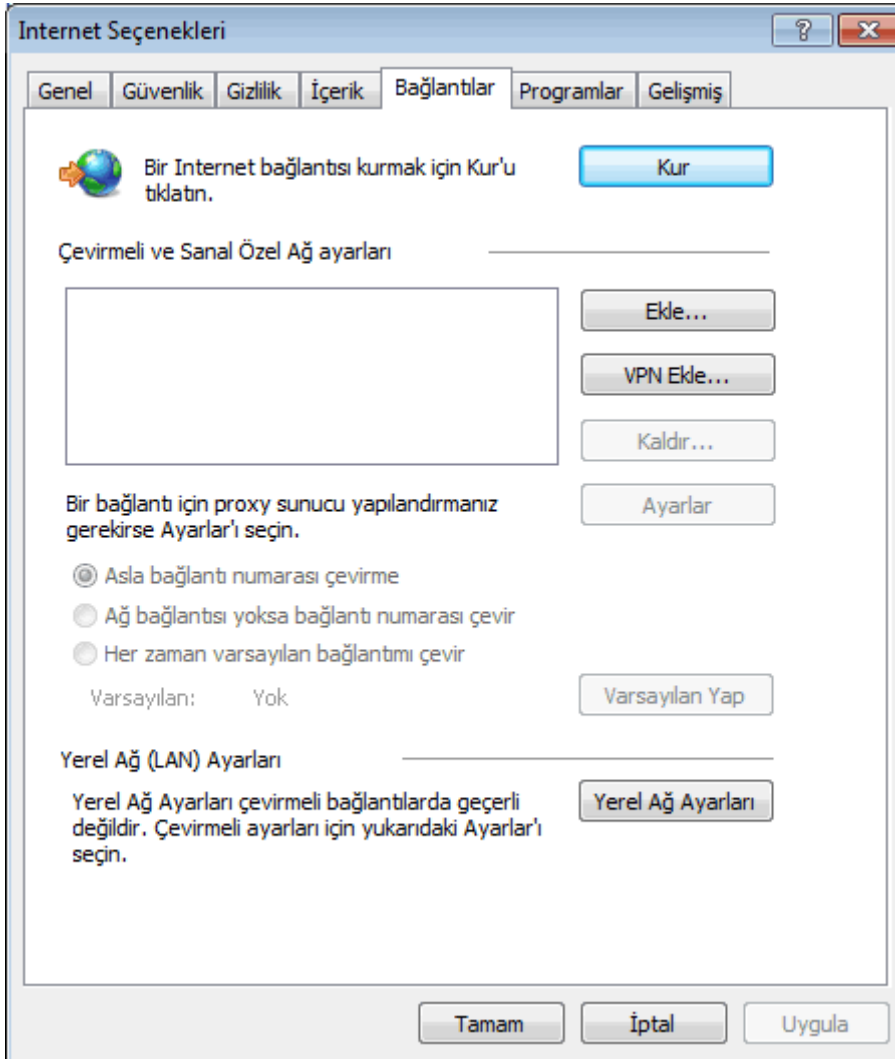 Internet Seçenekleri
Genel Güvenlik Gizlilik İçerik Bağlantılar Programlar Gelişmiş
Bir Internet bağlantısı kurmak için Kur'u
tıklatın.
Kur
Çevirmeli ve Sanal Özel Ağ ayarları
Ekle...
VPN Ekle...
Kaldır...
Bir bağlantı için proxy sunucu yapılandırmanız
gerekirse Ayarlar'ı seçin.
Ayarlar
Asla bağlantı numarası çevirme
Ağ bağlantısı yoksa bağlantı numarası çevir
Her zaman varsayılan bağlantımı çevir
Varsayılan: Yok
Varsayılan Yap
Yerel Ağ (LAN) Ayarları
Yerel Ağ Ayarları çevirmeli bağlantılarda geçerli
değildir. Çevirmeli ayarları için yukarıdaki Ayarlar'ı
seçin.
Yerel Ağ Ayarları
Tamam İptal Uygula